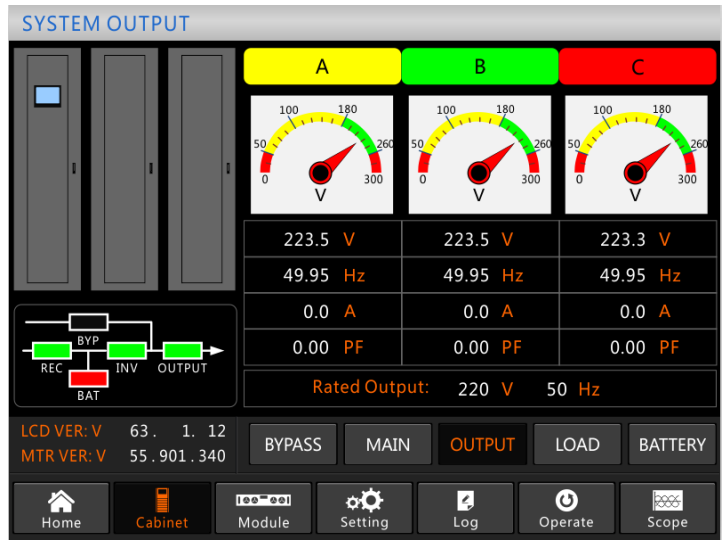 SYSTEM OUTPUT
A B C
100 180 100 180 100 180
50 260 50 260 50 260
0 300 0 300 0 300
V V V
223.5 V 223.5 V 223.3 V
49.95 Hz 49.95 Hz 49.95 Hz
0.0 A 0.0 A 0.0 A
0.00 PF 0.00 PF 0.00 PF
Rated Output: 220 V 50 Hz
BYP
REC INV OUTPUT
BAT
LCD VER: V 63. 1. 12
MTR VER: V 55.901.340
BYPASS MAIN OUTPUT LOAD BATTERY
Home Cabinet Module Setting Log Operate Scope